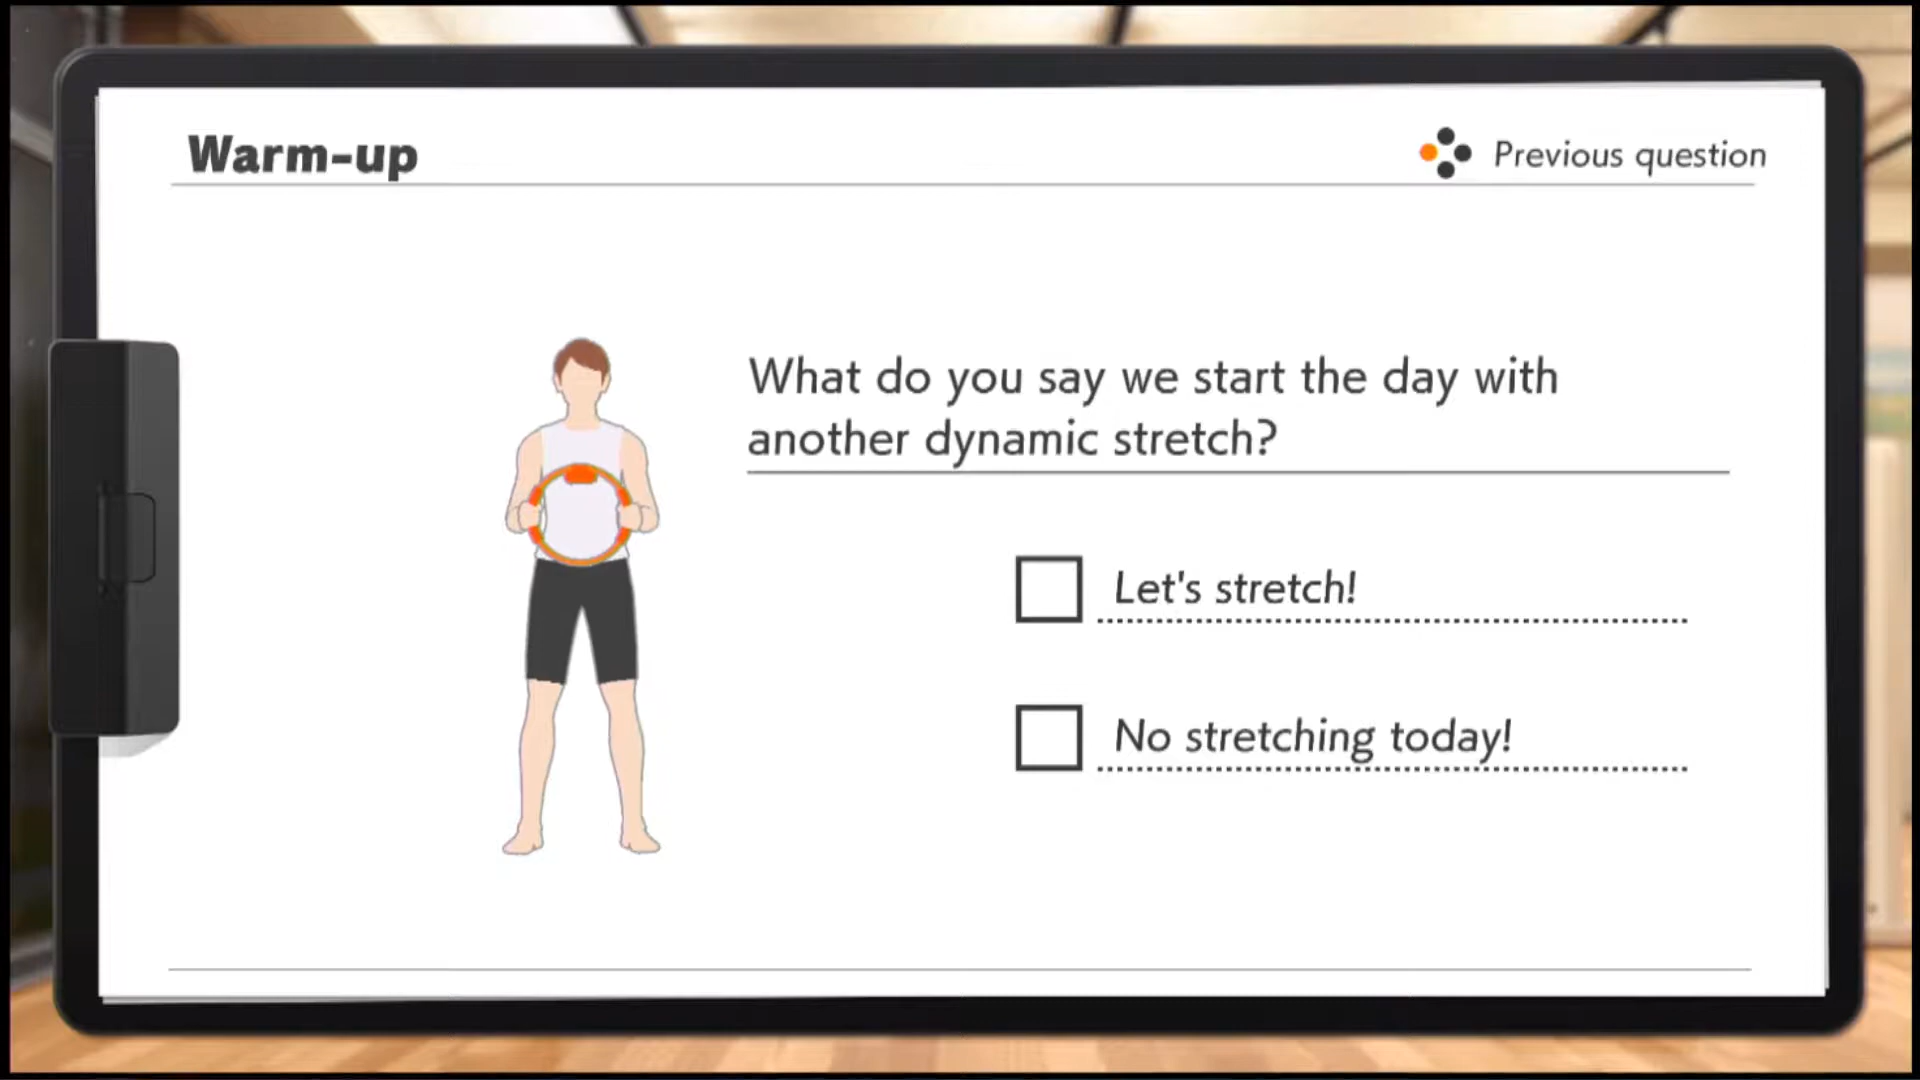 Warm-up
Previous question
What do you say we start the day with
another dynamic stretch?
Let's stretch!
No stretching today!